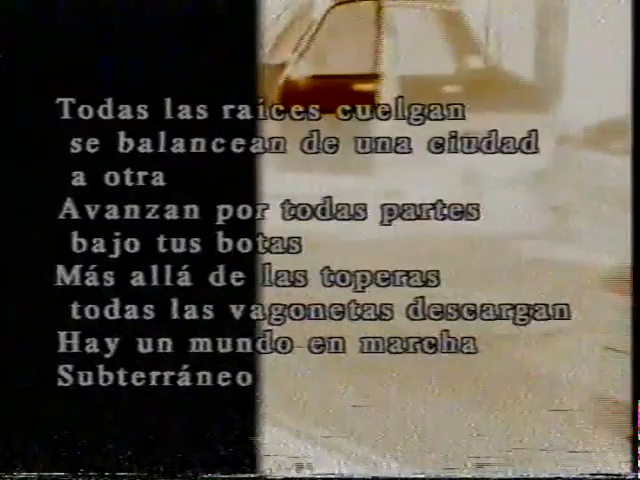 Todas las raices cuelgan
se balancean de una ciudad
a otra
Avanzan por todas partes
bajo tus botas
Más allá de las toperas
todas las vagonetas descargan
Hay un mundo en marcha
Subterráneo